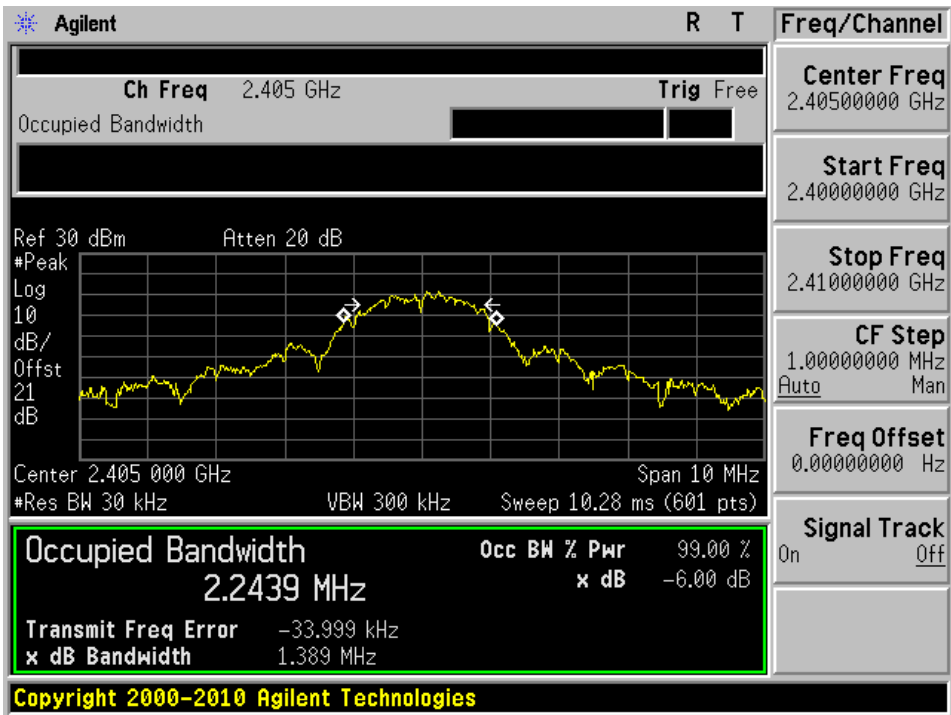 Agilent R T Freq/Channel
Ch Freq 2.405 GHz Trig Free
Occupied Bandwidth
Center Freq
2.40500000 GHz
Start Freq
2.40000000 GHz
Stop Freq
2.41000000 GHz
CF Step
1.00000000 MHz
Auto Man
Freq Offset
0.00000000 Hz
Signal Track
On Off
Ref 30 dBm Atten 20 dB
#Peak
Log
10
dB/
Offst
21
dB
Center 2.405 000 GHz Span 10 MHz
#Res BW 30 kHz VBW 300 kHz Sweep 10.28 ms (601 pts)
Occupied Bandwidth Occ BW % Pwr 99.00 %
2.2439 MHz x dB -6.00 dB
Transmit Freq Error -33.999 kHz
x dB Bandwidth 1.389 MHz
Copyright 2000-2010 Agilent Technologies